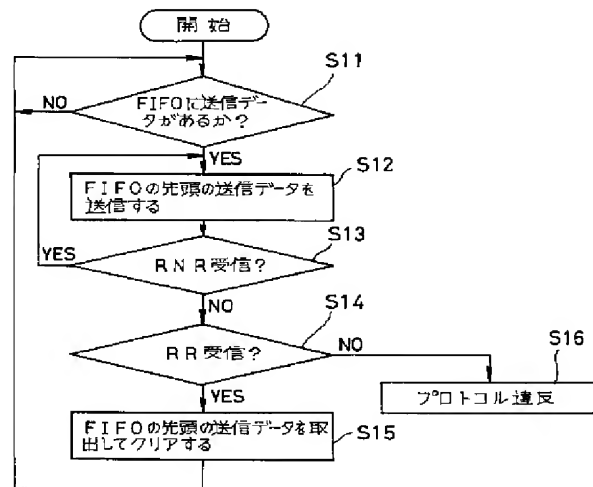 開始
S11
FIFOに送信デー
タがあるか?
NO
YES
S12
FIFOの先頭の送信データを
送信する
S13
RNR受信?
YES
NO
S14
RR受信?
NO
YES
S16
プロトコル違反
S15
FIFOの先頭の送信データを取
出してクリアする